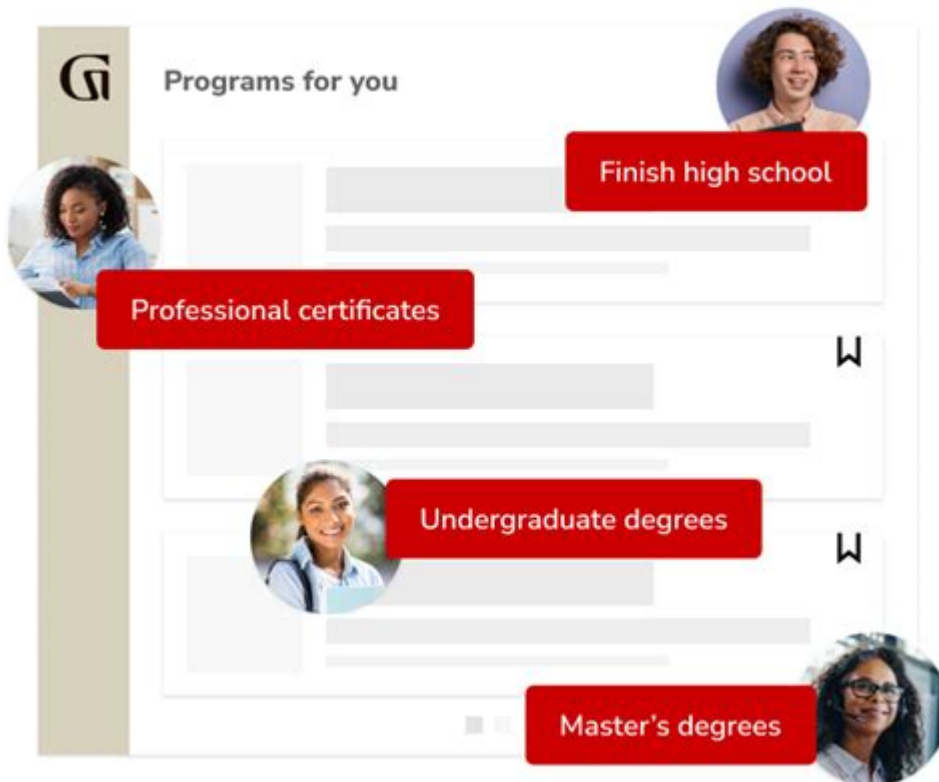 Programs for you
Finish high school
Professional certificates
Undergraduate degrees
Master’s degrees